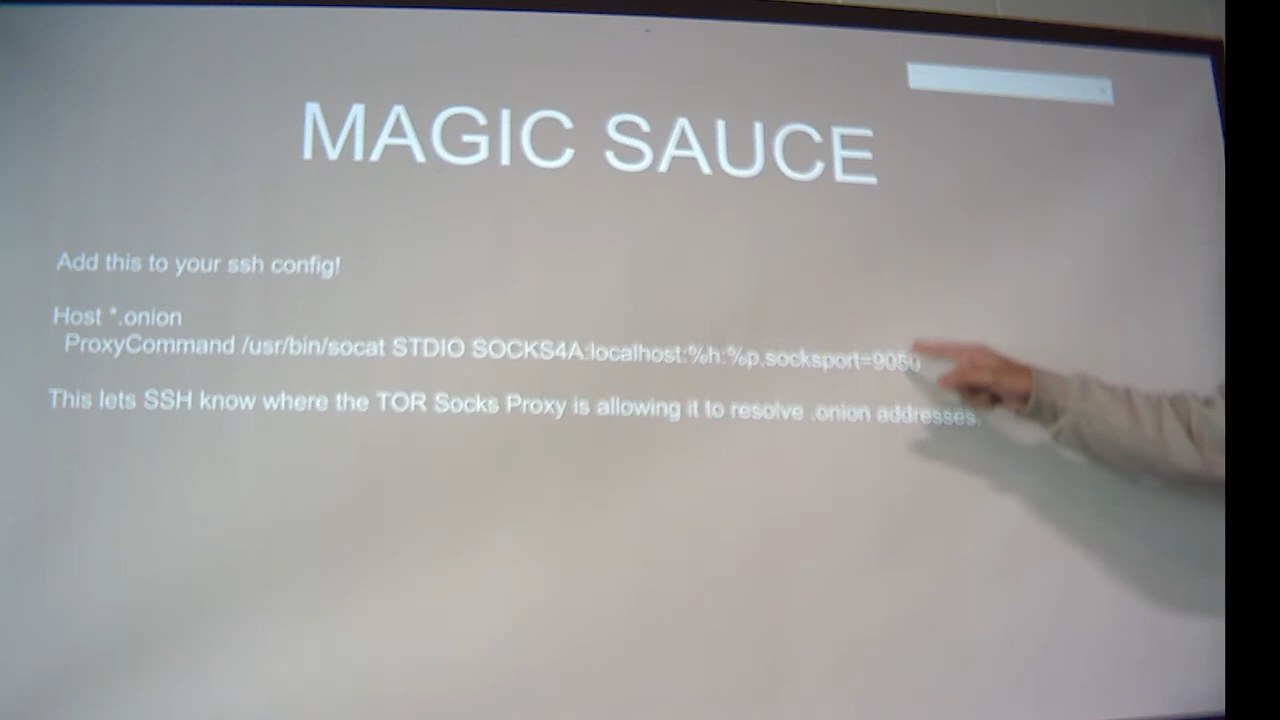 MAGIC SAUCE
Add this to your ssh config!
Host *.onion
ProxyCommand /usr/bin/socat STDIO SOCKS4A:localhost:%h:%p,socksport=9050
This lets SSH know where the TOR Socks Proxy is allowing it to resolve .onion addresses.